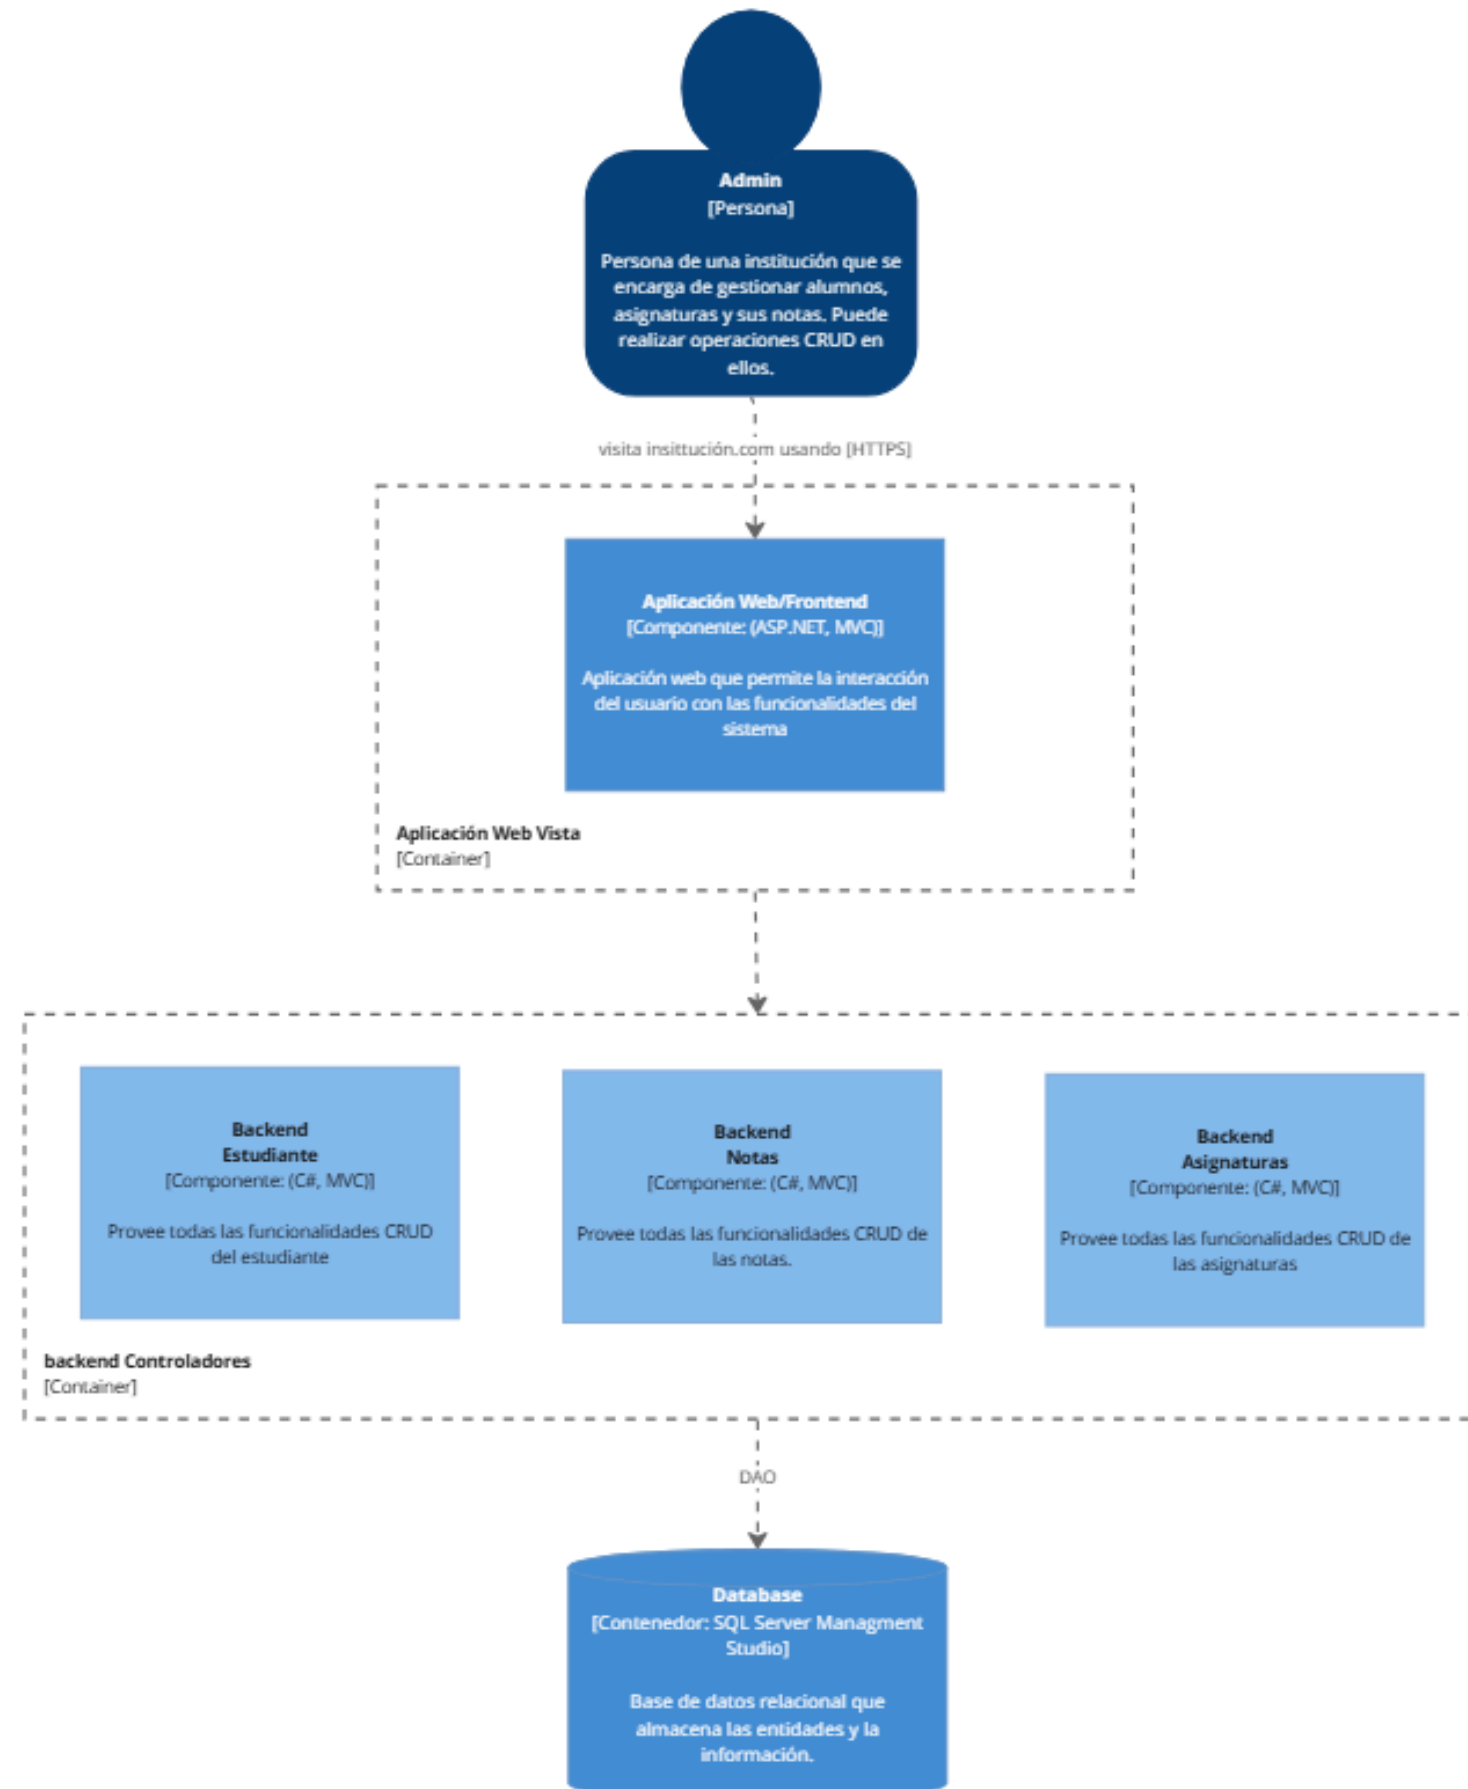 Admin
[Persona]
Persona de una institución que se
encarga de gestionar alumnos,
asignaturas y sus notas. Puede
realizar operaciones CRUD en
ellos.
visita insittución.com usando [HTTPS]
Aplicación Web/Frontend
[Componente: (ASP.NET, MVC)]
Aplicación web que permite la interacción
del usuario con las funcionalidades del
sistema
Aplicación Web Vista
[Container]
Backend
Estudiante
[Componente: (C#, MVC)]
Provee todas las funcionalidades CRUD
del estudiante
Backend
Notas
[Componente: (C#, MVC)]
Provee todas las funcionalidades CRUD de
las notas.
Backend
Asignaturas
[Componente: (C#, MVC)]
Provee todas las funcionalidades CRUD de
las asignaturas
backend Controladores
[Container]
DAO
Database
[Contenedor: SQL Server Managment
Studio]
Base de datos relacional que
almacena las entidades y la
información.